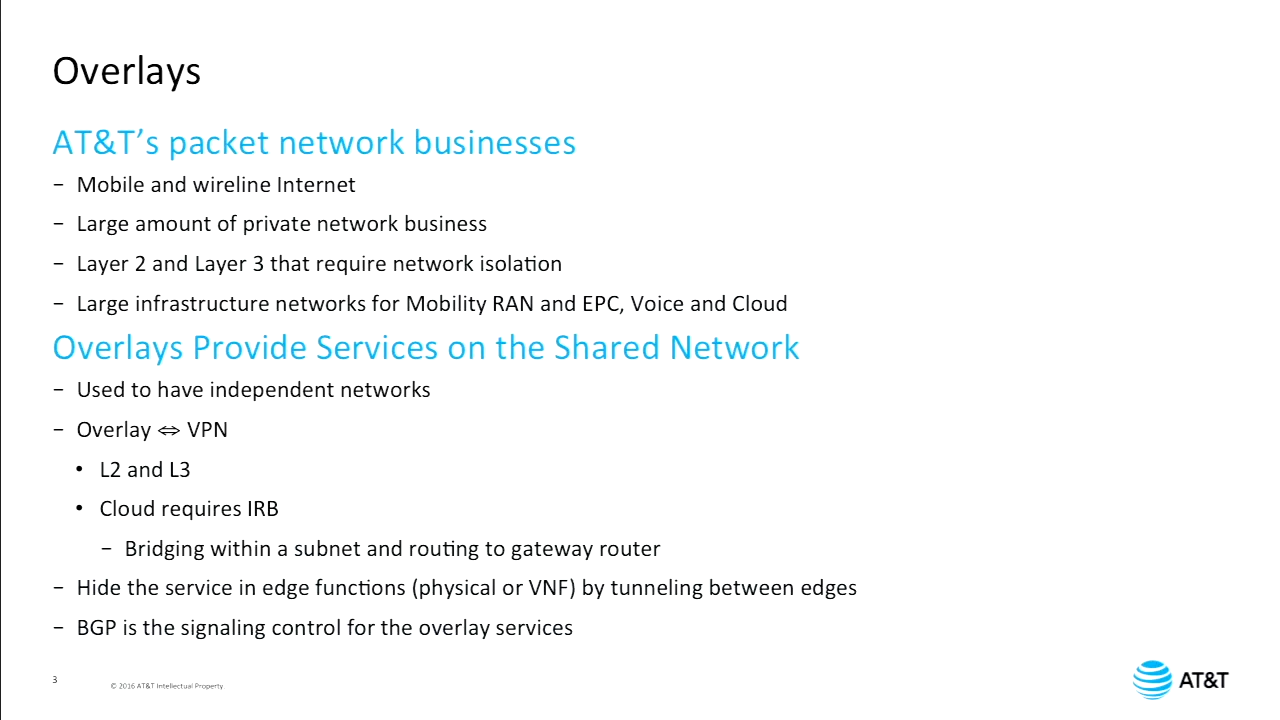 Overlays
AT&T’s packet network businesses
− Mobile and wireline Internet
− Large amount of private network business
− Layer 2 and Layer 3 that require network isolation
− Large infrastructure networks for Mobility RAN and EPC, Voice and Cloud
Overlays Provide Services on the Shared Network
− Used to have independent networks
− Overlay ⇔ VPN
• L2 and L3
• Cloud requires IRB
− Bridging within a subnet and routing to gateway router
− Hide the service in edge functions (physical or VNF) by tunneling between edges
− BGP is the signaling control for the overlay services
3
© 2016 AT&T Intellectual Property.
AT&T